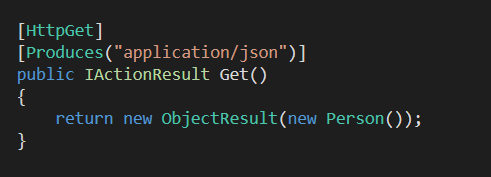 [HttpGet]
[Produces("application/json")]
public IActionResult Get()
{
    return new ObjectResult(new Person());
}